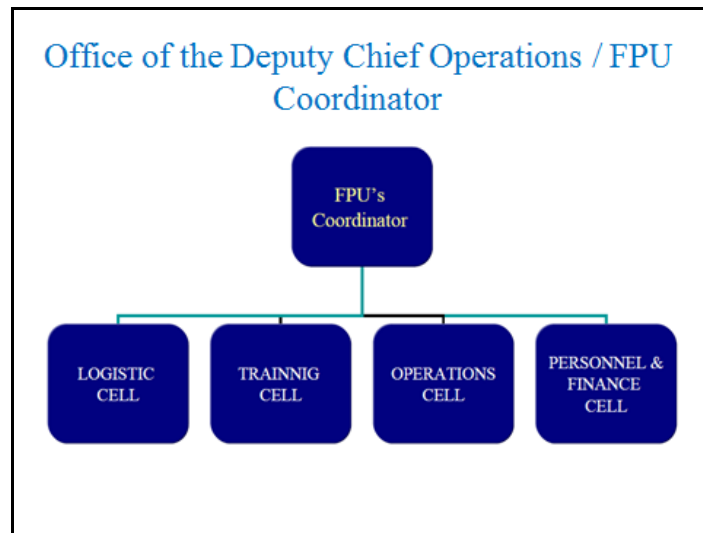 Office of the Deputy Chief Operations / FPU
Coordinator
FPU's
Coordinator
LOGISTIC
CELL
TRAINNIG
CELL
OPERATIONS
CELL
PERSONNEL &
FINANCE
CELL